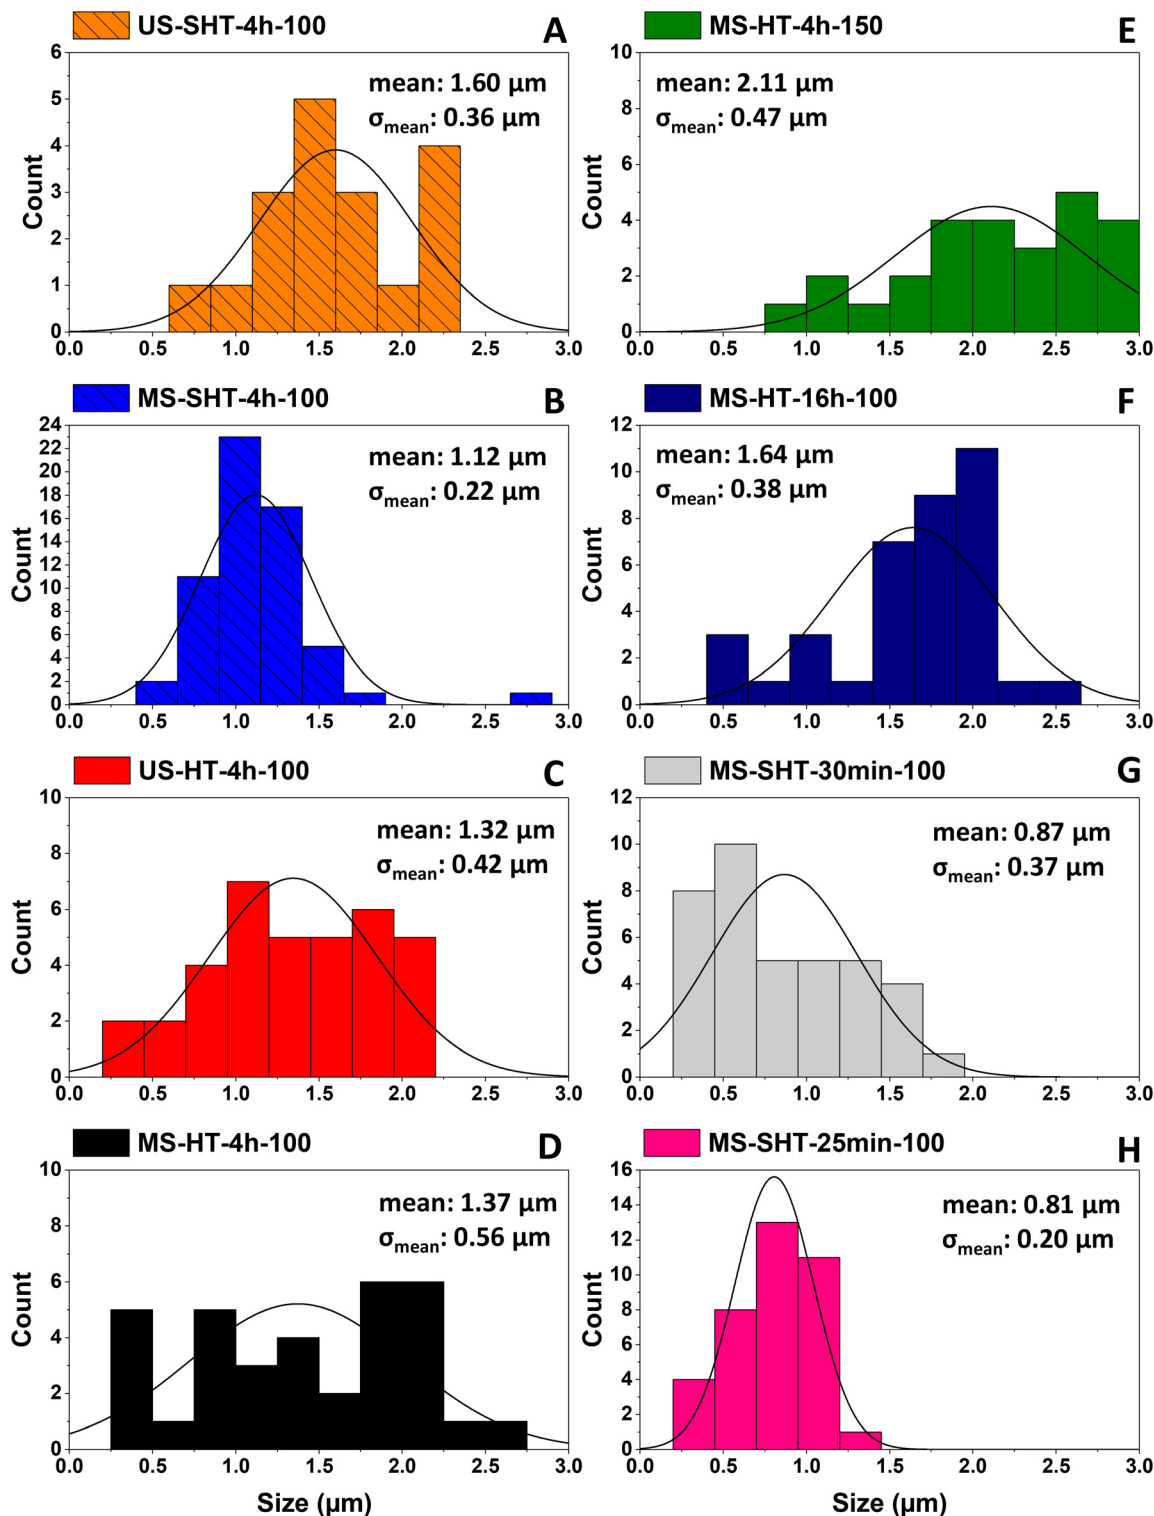 US-SHT-4h-100 A
6
5
4
3
2
1
0
Count
mean: 1.60 µm
σmean: 0.36 µm
0.0 0.5 1.0 1.5 2.0 2.5 3.0
MS-HT-4h-150 E
10
8
6
4
2
0
Count
mean: 2.11 µm
σmean: 0.47 µm
0.0 0.5 1.0 1.5 2.0 2.5 3.0
MS-SHT-4h-100 B
24
22
20
18
16
14
12
10
8
6
4
2
0
Count
mean: 1.12 µm
σmean: 0.22 µm
0.0 0.5 1.0 1.5 2.0 2.5 3.0
MS-HT-16h-100 F
12
10
8
6
4
2
0
Count
mean: 1.64 µm
σmean: 0.38 µm
0.0 0.5 1.0 1.5 2.0 2.5 3.0
US-HT-4h-100 C
10
8
6
4
2
0
Count
mean: 1.32 µm
σmean: 0.42 µm
0.0 0.5 1.0 1.5 2.0 2.5 3.0
MS-SHT-30min-100 G
12
10
8
6
4
2
0
Count
mean: 0.87 µm
σmean: 0.37 µm
0.0 0.5 1.0 1.5 2.0 2.5 3.0
MS-HT-4h-100 D
10
8
6
4
2
0
Count
mean: 1.37 µm
σmean: 0.56 µm
0.0 0.5 1.0 1.5 2.0 2.5 3.0
Size (µm)
MS-SHT-25min-100 H
16
14
12
10
8
6
4
2
0
Count
mean: 0.81 µm
σmean: 0.20 µm
0.0 0.5 1.0 1.5 2.0 2.5 3.0
Size (µm)